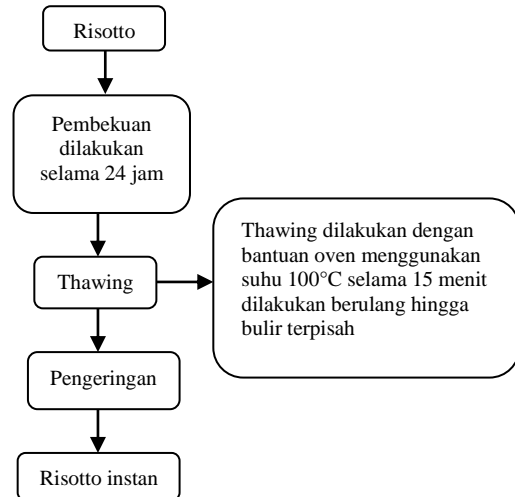 Risotto
Pembekuan
dilakukan
selama 24 jam
Thawing
Thawing dilakukan dengan
bantuan oven menggunakan
suhu 100°C selama 15 menit
dilakukan berulang hingga
bulir terpisah
Pengeringan
Risotto instan